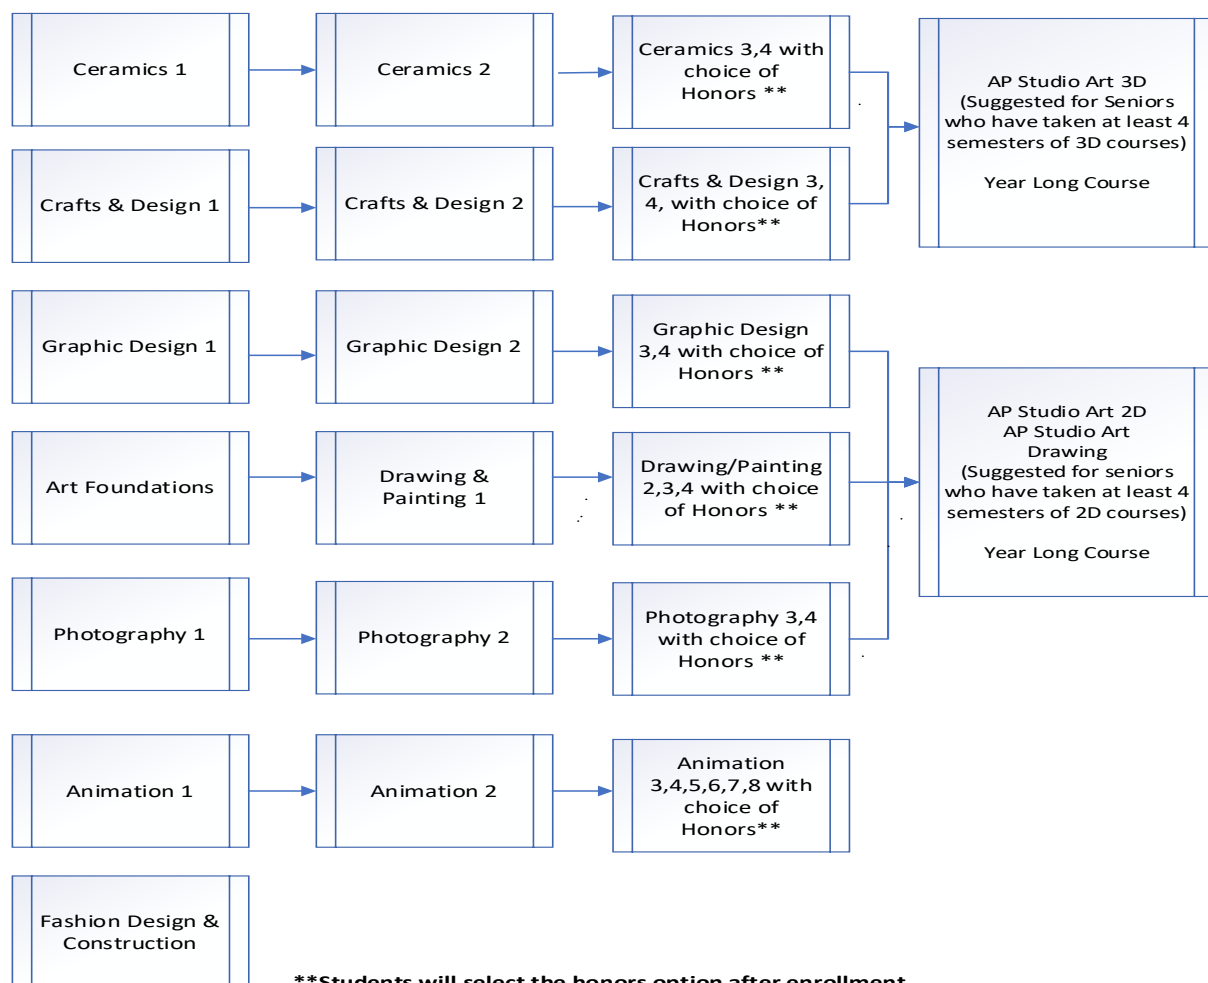 Ceramics 1
Ceramics 2
Ceramics 3,4 with
choice of
Honors **
AP Studio Art 3D
(Suggested for Seniors
who have taken at least 4
semesters of 3D courses)
Year Long Course
Crafts & Design 1
Crafts & Design 2
Crafts & Design 3,
4, with choice of
Honors**
Graphic Design 1
Graphic Design 2
Graphic Design
3,4 with choice of
Honors **
AP Studio Art 2D
AP Studio Art
Drawing
(Suggested for seniors
who have taken at least 4
semesters of 2D courses)
Year Long Course
Art Foundations
Drawing &
Painting 1
Drawing/Painting
2,3,4 with choice
of Honors **
Photography 1
Photography 2
Photography 3,4
with choice of
Honors **
Animation 1
Animation 2
Animation
3,4,5,6,7,8 with
choice of
Honors**
Fashion Design &
Construction
**Students will select the honors option after enrollment